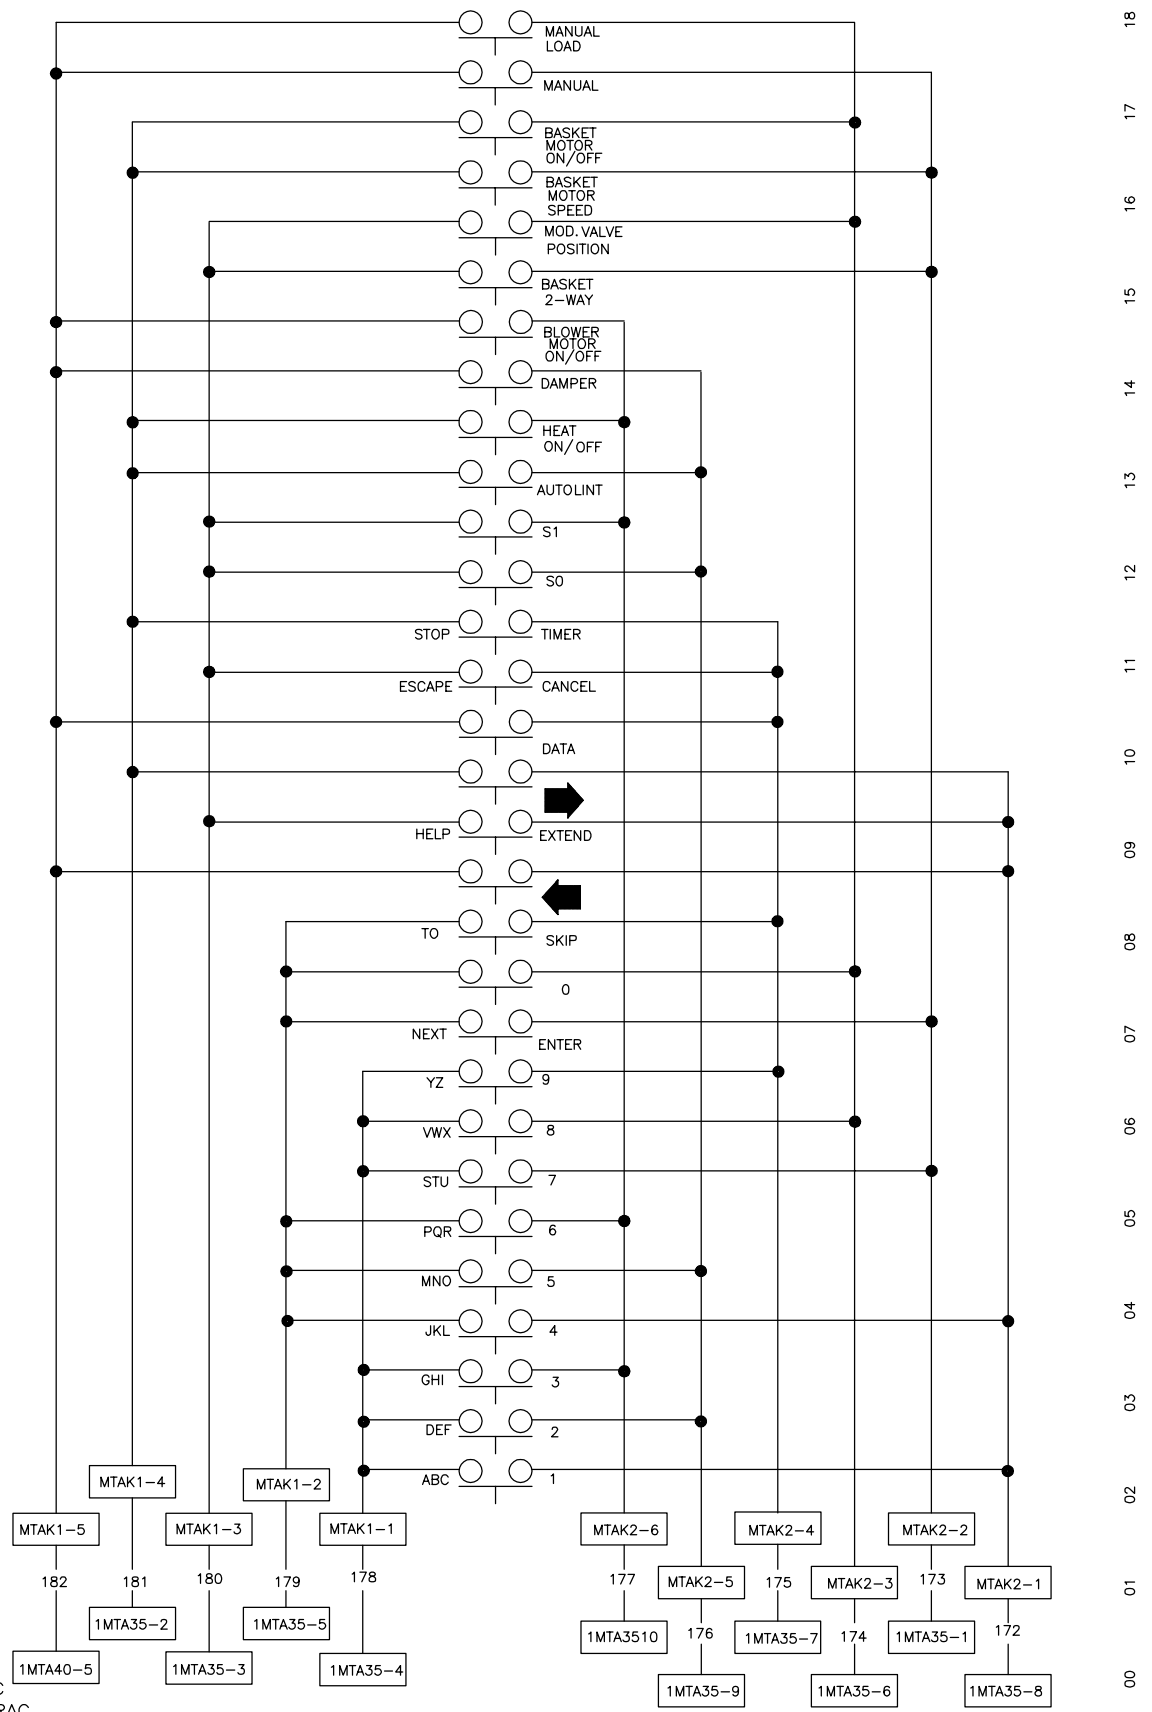 18
MANUAL
LOAD
MANUAL
17
BASKET
MOTOR
ON/OFF
BASKET
MOTOR
SPEED
16
MOD. VALVE
POSITION
BASKET
2-WAY
15
BLOWER
MOTOR
ON/OFF
DAMPER
14
HEAT
ON/OFF
AUTOLINT
13
S1
S0
12
STOP TIMER
ESCAPE CANCEL
11
DATA
10
HELP EXTEND
09
TO SKIP
08
0
NEXT ENTER
07
YZ 9
VWX 8
06
STU 7
PQR 6
05
MNO 5
JKL 4
04
GHI 3
DEF 2
03
ABC 1
02
MTAK1-4 MTAK1-2
MTAK1-5 MTAK1-3 MTAK1-1 MTAK2-6 MTAK2-4 MTAK2-2
MTAK2-5 MTAK2-3 MTAK2-1
182 181 180 179 178 177 175 173 01
1MTA35-2 1MTA35-5 1MTA3510 176 1MTA35-7 174 1MTA35-1 172
1MTA40-5 1MTA35-3 1MTA35-4
1MTA35-9 1MTA35-6 1MTA35-8 00